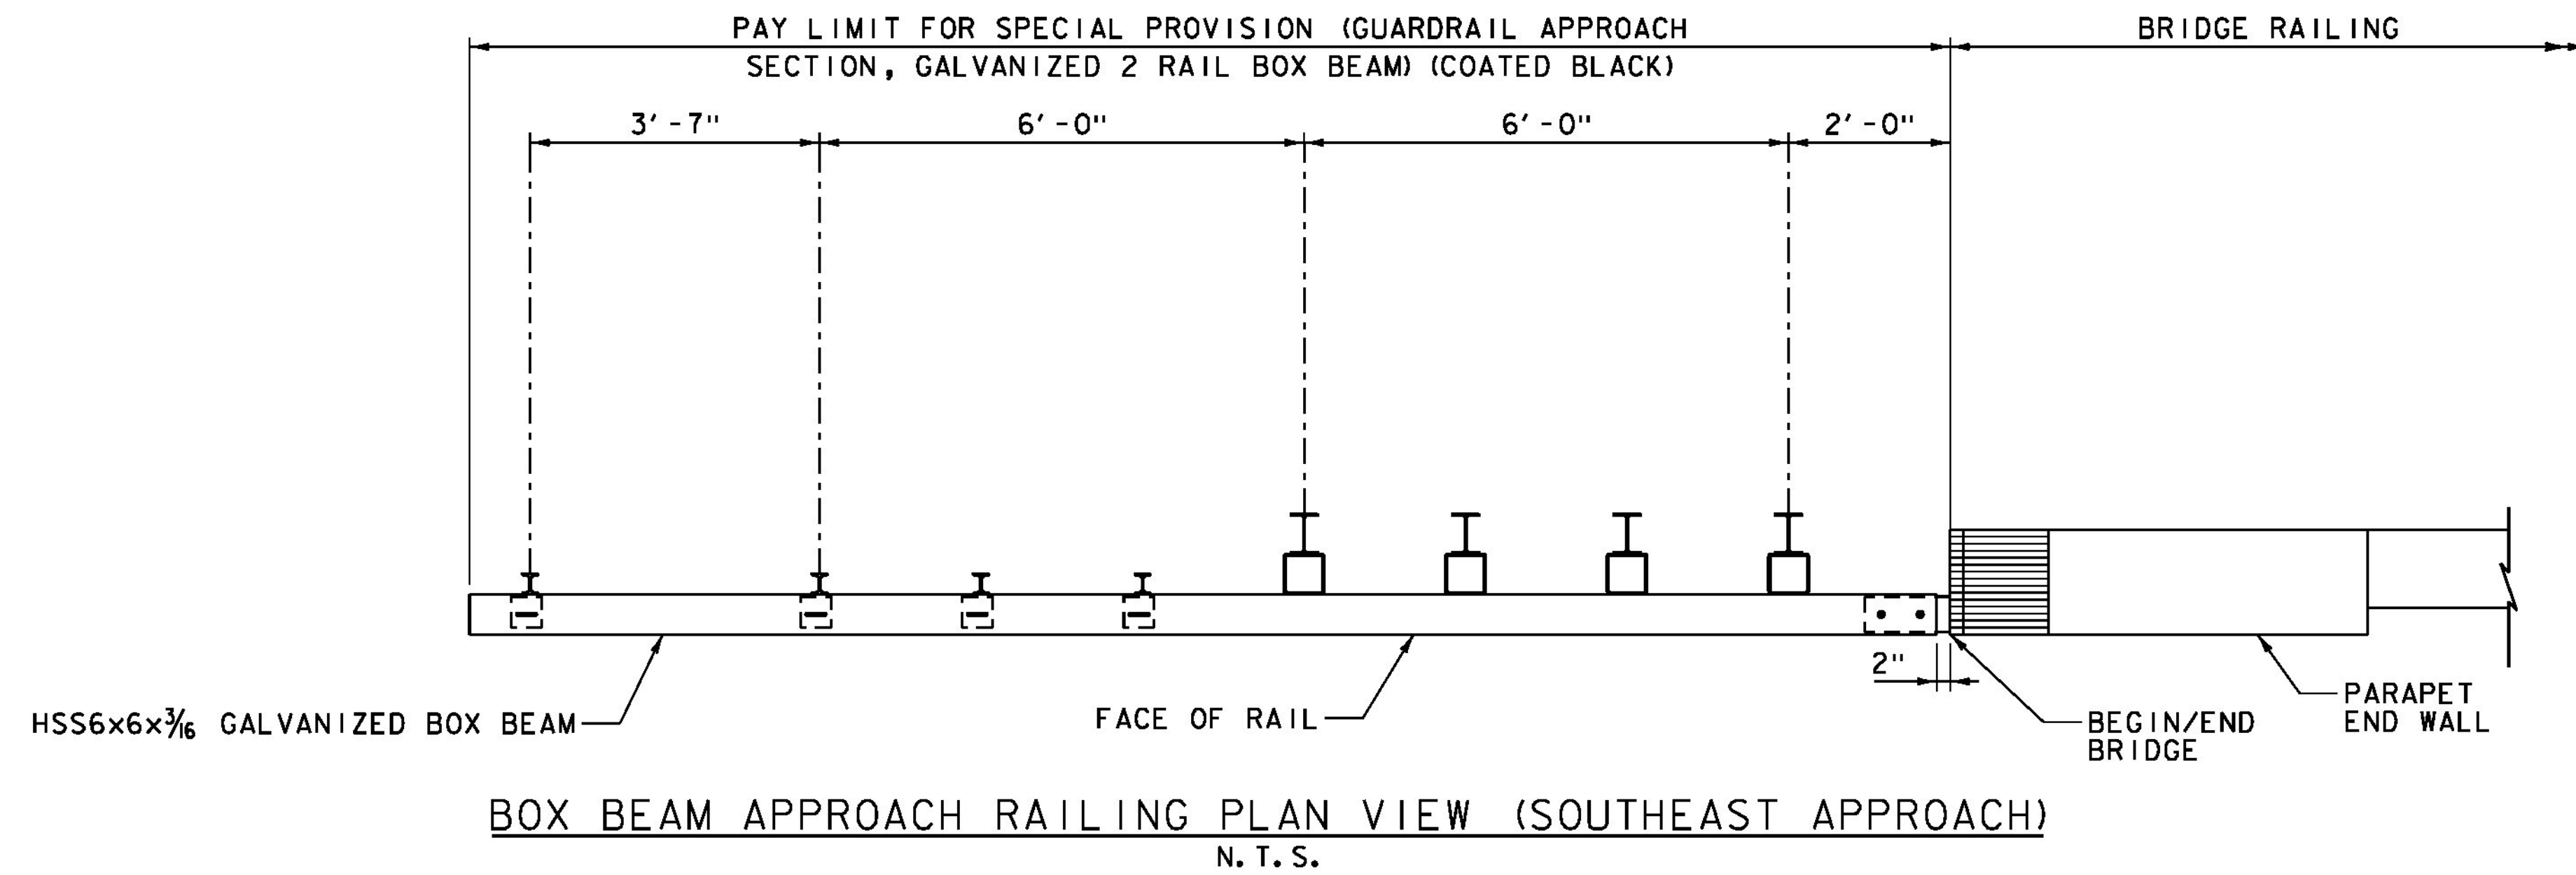 PAY LIMIT FOR SPECIAL PROVISION (GUARDRAIL APPROACH
SECTION, GALVANIZED 2 RAIL BOX BEAM) (COATED BLACK)
BRIDGE RAILING
3'-7"
6'-0"
6'-0"
2'-0"
2"
HSS6x6x3/16 GALVANIZED BOX BEAM
FACE OF RAIL
BEGIN/END
BRIDGE
PARAPET
END WALL
BOX BEAM APPROACH RAILING PLAN VIEW (SOUTHEAST APPROACH)
N.T.S.